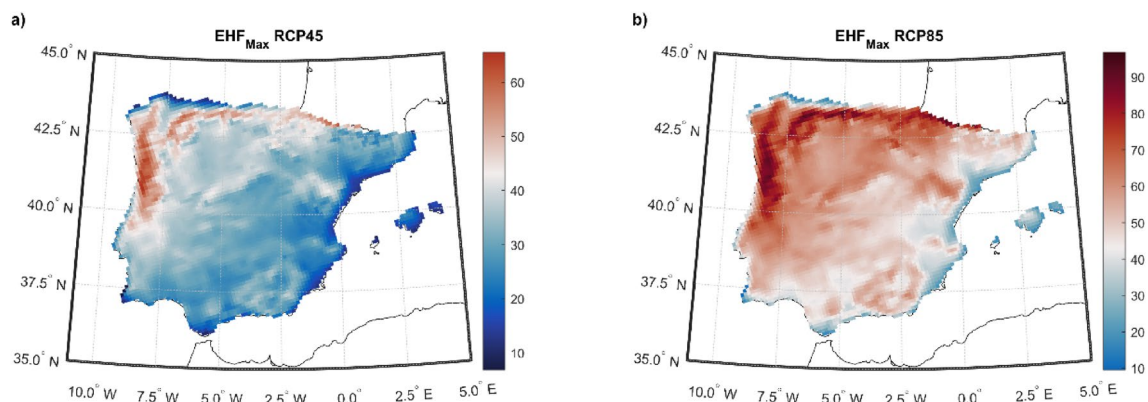 a)
EHF_Max RCP45
45.0° N
42.5° N
40.0° N
37.5° N
35.0° N
10.0° W 7.5° W 5.0° W 2.5° W 0.0° 2.5° E 5.0° E
60
50
40
30
20
10
b)
EHF_Max RCP85
45.0° N
42.5° N
40.0° N
37.5° N
35.0° N
10.0° W 7.5° W 5.0° W 2.5° W 0.0° 2.5° E 5.0° E
90
80
70
60
50
40
30
20
10